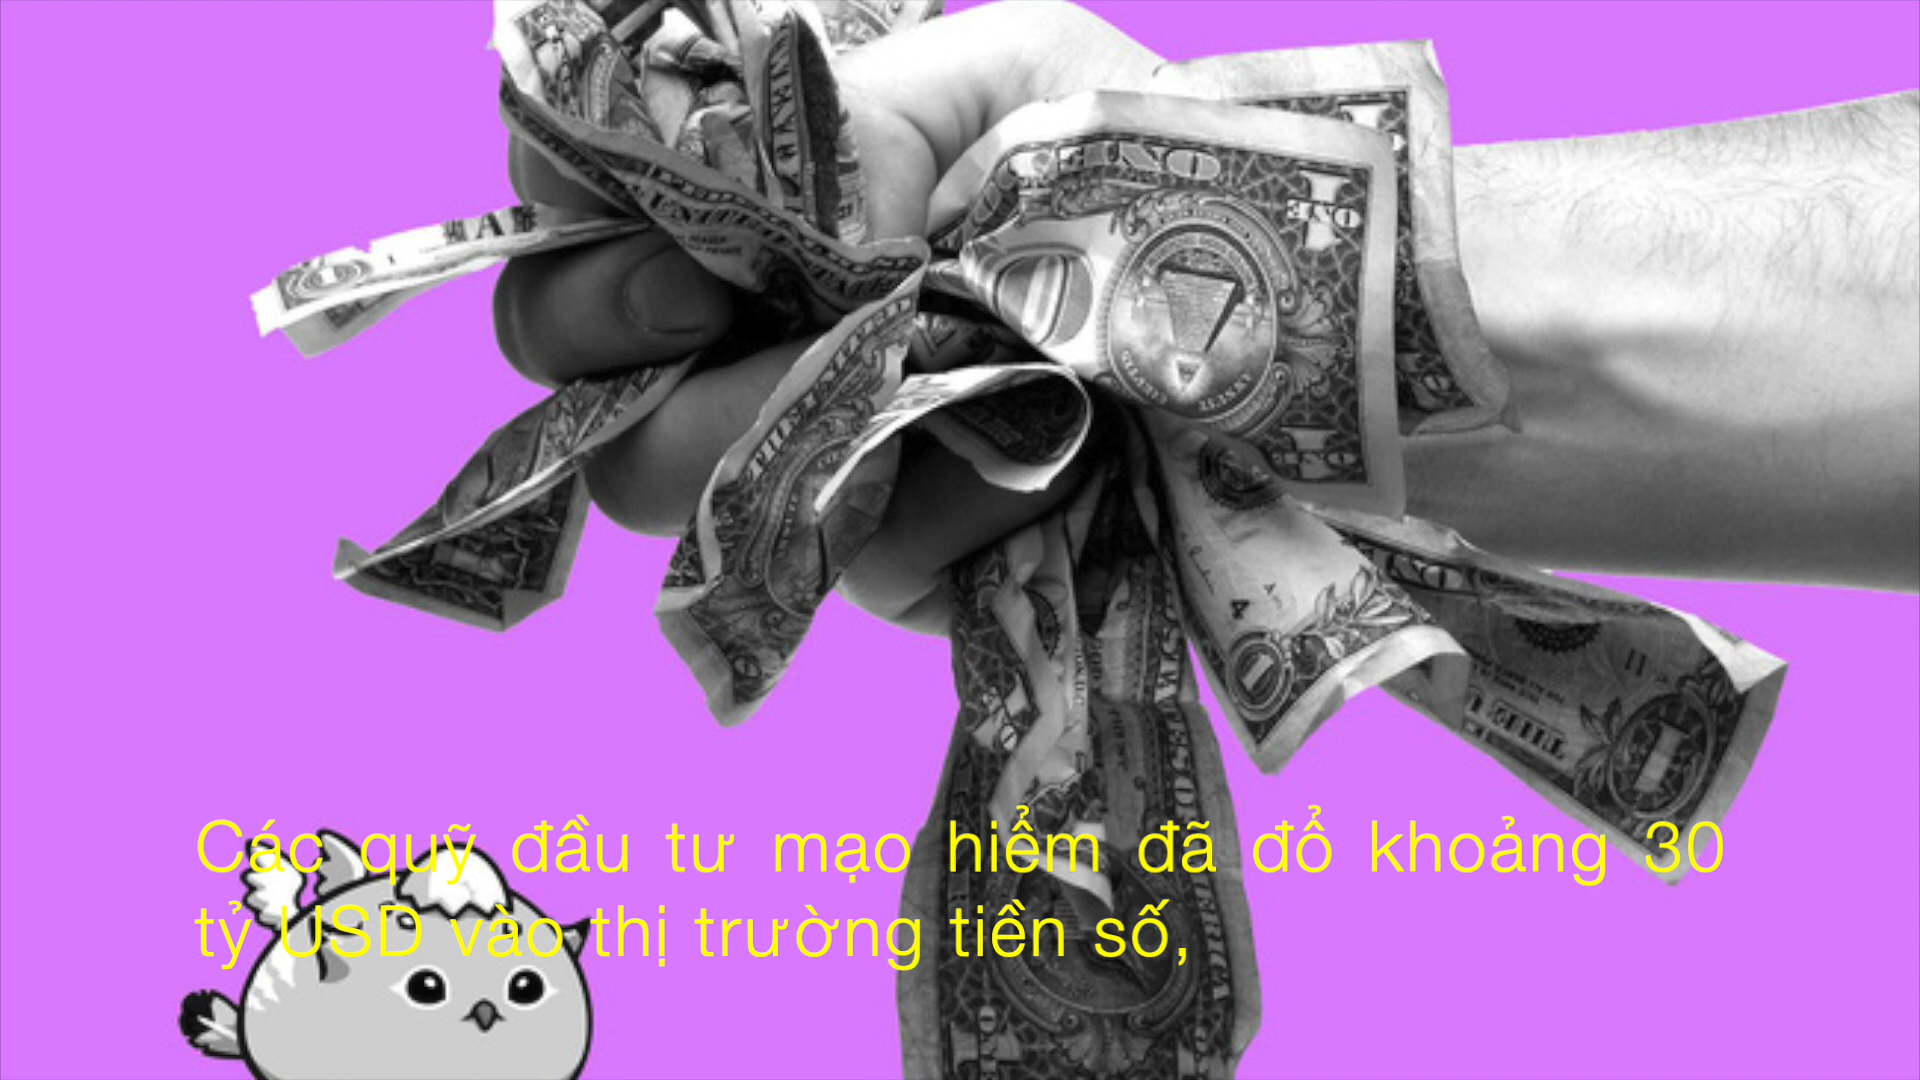 Các quỹ đầu tư mạo hiểm đã đổ khoảng 30
tỷ USD vào thị trường tiền số,